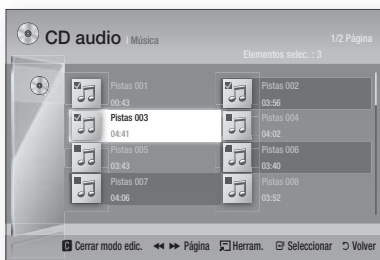 CD audio | Música
1/2 Página
Elementos selec. : 3
Pistas 001
00:43
Pistas 002
03:56
Pistas 003
04:41
Pistas 004
04:02
Pistas 005
03:43
Pistas 006
03:40
Pistas 007
04:06
Pistas 008
03:52
C Cerrar modo edic. Página Herram. Seleccionar Volver